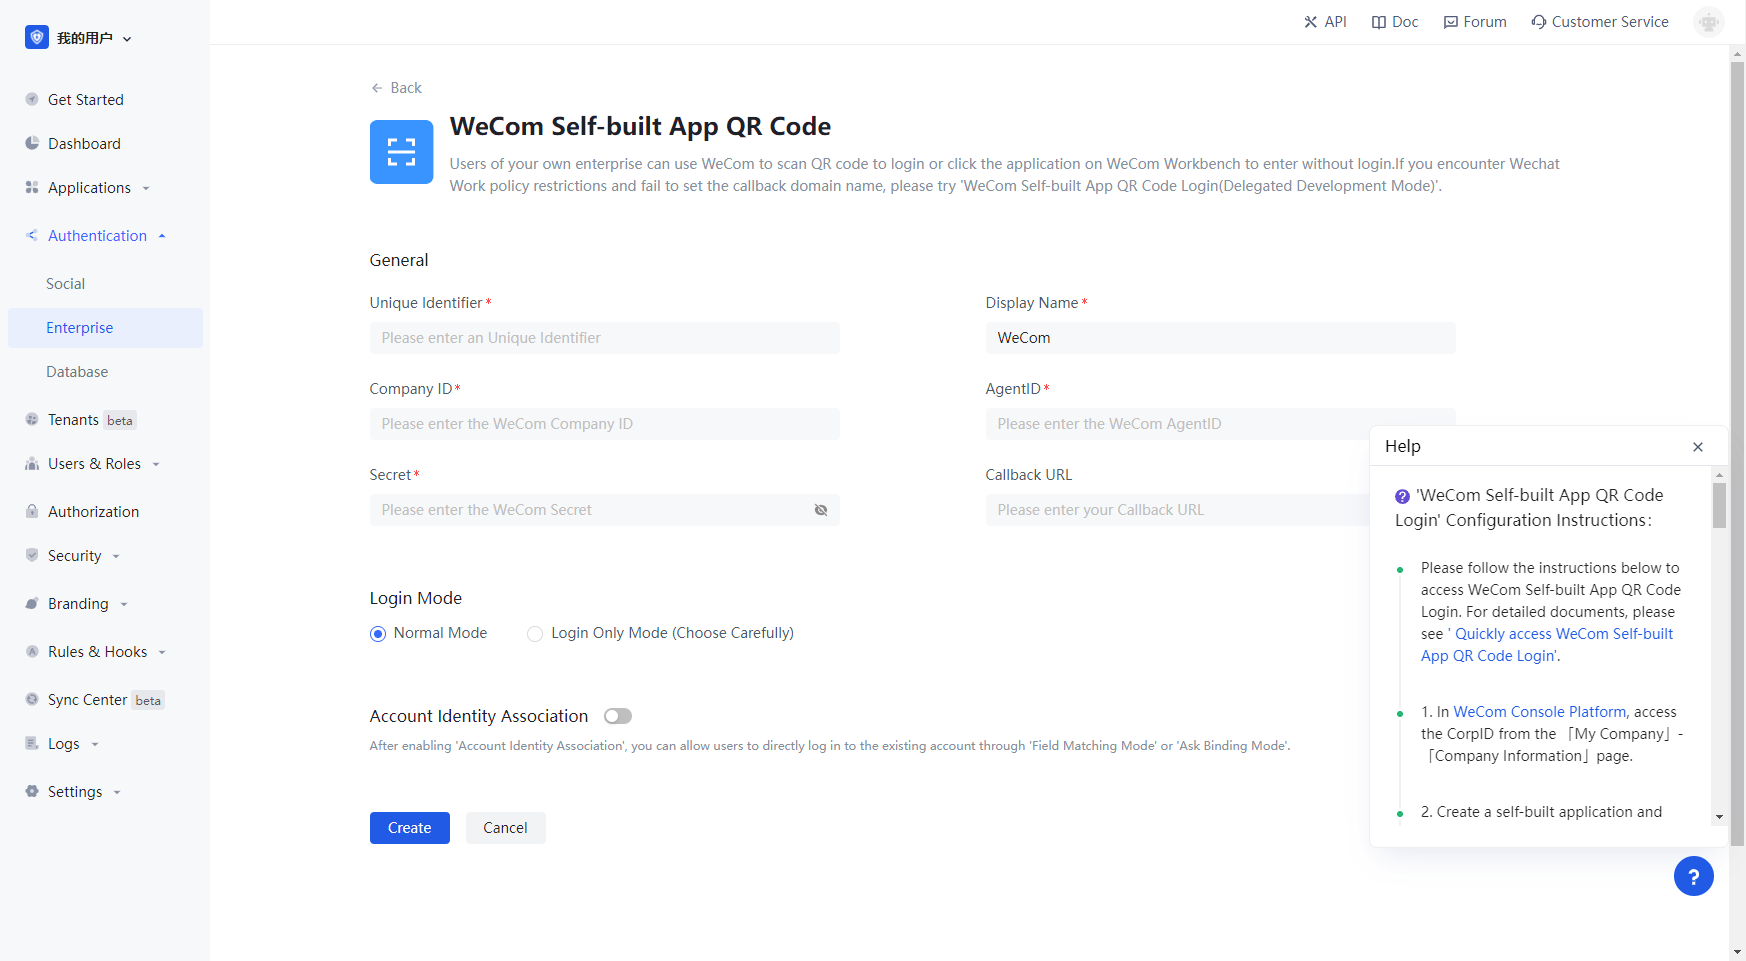 我的用户
API
Doc
Forum
Customer Service
Get Started
Dashboard
Applications
Authentication
Social
Enterprise
Database
Tenants beta
Users & Roles
Authorization
Security
Branding
Rules & Hooks
Sync Center beta
Logs
Settings
Back
WeCom Self-built App QR Code
Users of your own enterprise can use WeCom to scan QR code to login or click the application on WeCom Workbench to enter without login.If you encounter Wechat
Work policy restrictions and fail to set the callback domain name, please try 'WeCom Self-built App QR Code Login(Delegated Development Mode)'.
General
Unique Identifier*
Please enter an Unique Identifier
Display Name*
WeCom
Company ID*
Please enter the WeCom Company ID
AgentID*
Please enter the WeCom AgentID
Secret*
Please enter the WeCom Secret
Callback URL
Please enter your Callback URL
Login Mode
Normal Mode
Login Only Mode (Choose Carefully)
Account Identity Association
After enabling 'Account Identity Association', you can allow users to directly log in to the existing account through 'Field Matching Mode' or 'Ask Binding Mode'.
Create
Cancel
Help
? 'WeCom Self-built App QR Code
Login' Configuration Instructions:
Please follow the instructions below to
access WeCom Self-built App QR Code
Login. For detailed documents, please
see ' Quickly access WeCom Self-built
App QR Code Login'.
1. In WeCom Console Platform, access
the CorpID from the 「My Company」-
「Company Information」page.
2. Create a self-built application and
?